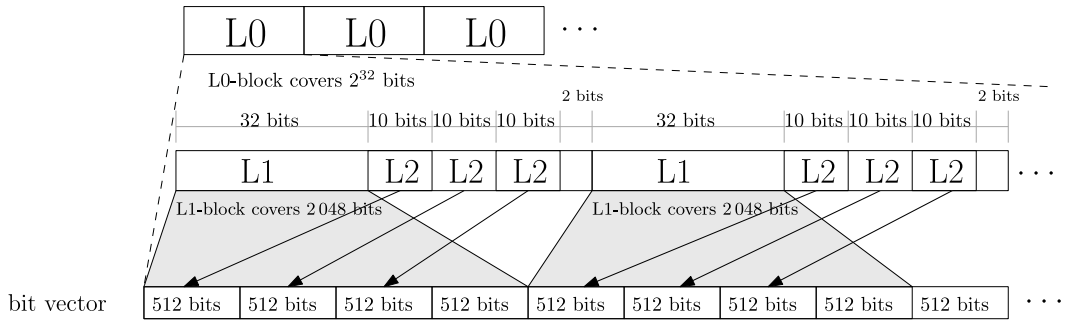 L0 L0 L0 ···
L0-block covers 2³² bits
2 bits 2 bits
32 bits 10 bits 10 bits 10 bits 32 bits 10 bits 10 bits 10 bits
L1 L2 L2 L2 L1 L2 L2 L2 ···
L1-block covers 2 048 bits L1-block covers 2 048 bits
bit vector 512 bits 512 bits 512 bits 512 bits 512 bits 512 bits 512 bits 512 bits 512 bits ···